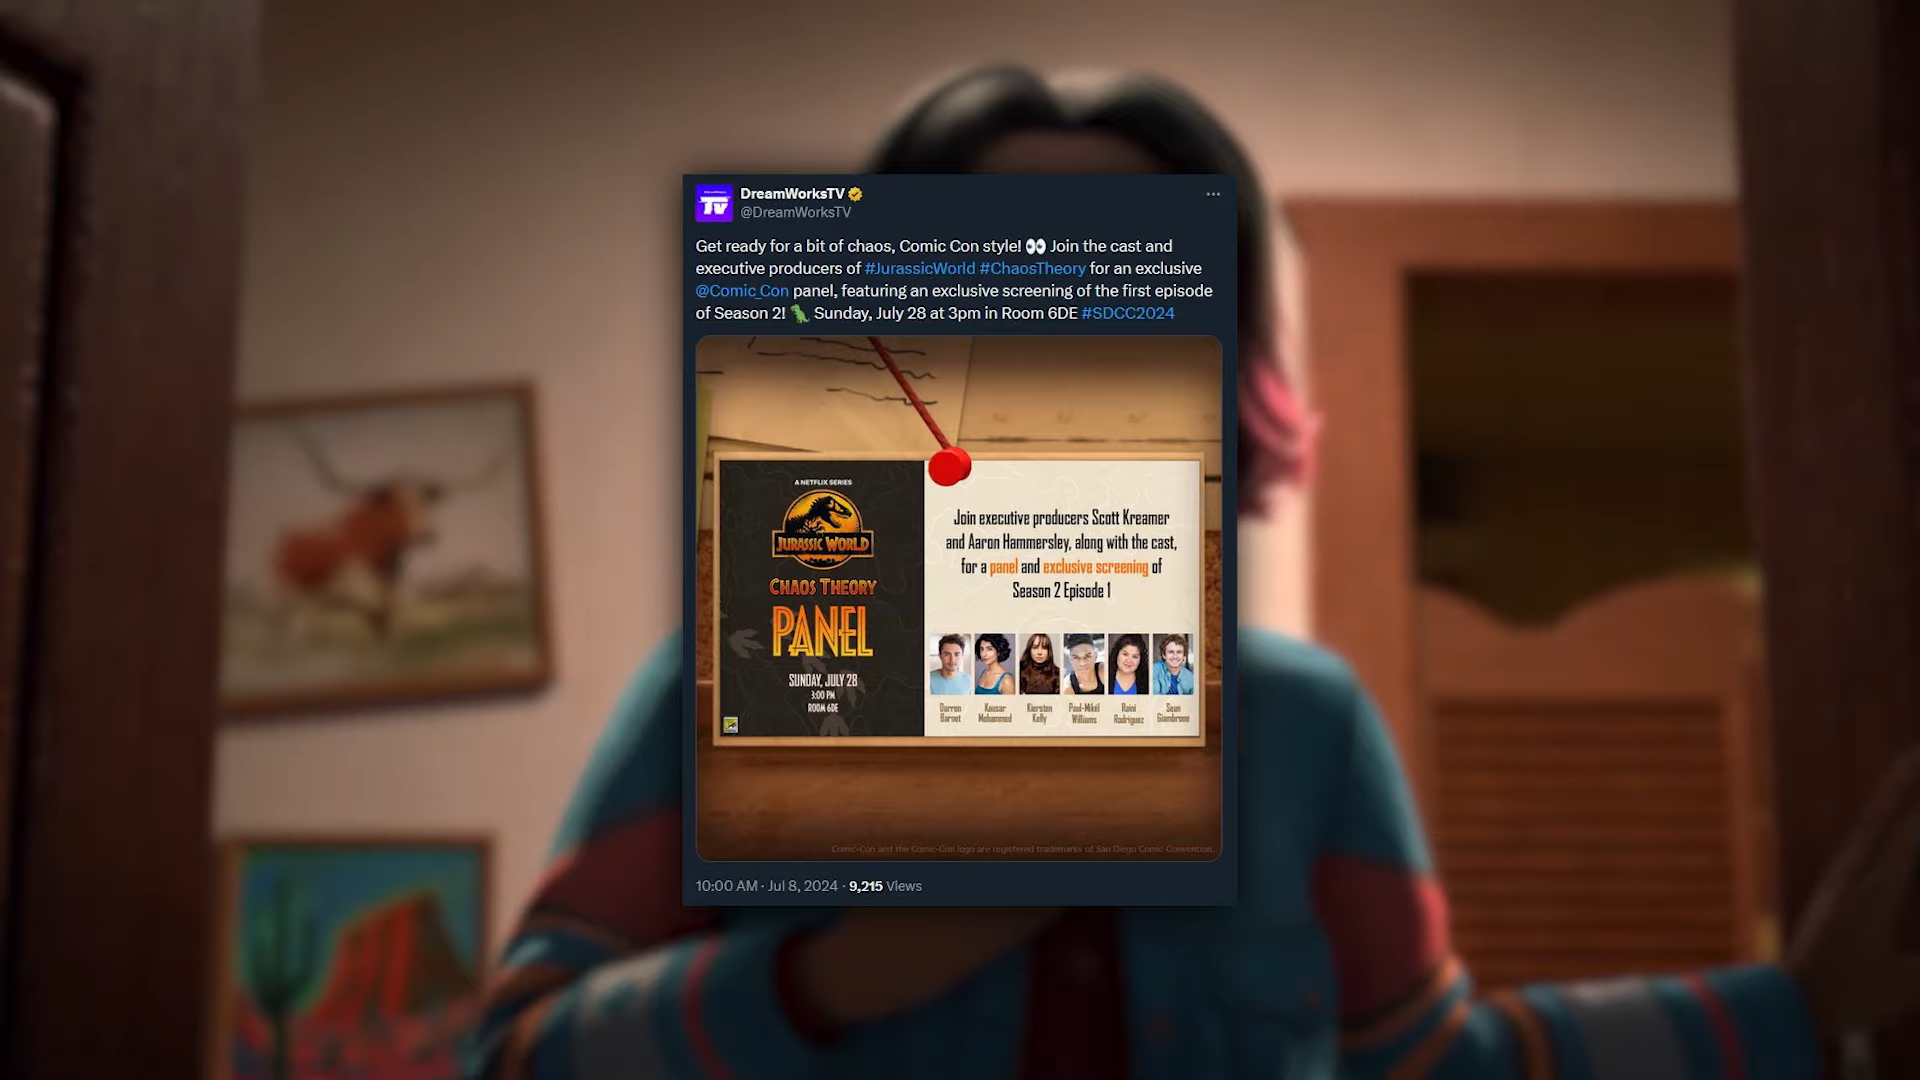 DreamWorksTV
@DreamWorksTV
Get ready for a bit of chaos, Comic Con style! 👀 Join the cast and
executive producers of #JurassicWorld #ChaosTheory for an exclusive
@Comic_Con panel, featuring an exclusive screening of the first episode
of Season 2! 🦖 Sunday, July 28 at 3pm in Room 6DE #SDCC2024
A NETFLIX SERIES
JURASSIC WORLD
CHAOS THEORY
PANEL
SUNDAY, JULY 28
3:00 PM
ROOM 6DE
Join executive producers Scott Kreamer
and Aaron Hammersley, along with the cast,
for a panel and exclusive screening of
Season 2 Episode 1
Darren Barnet
Kausar Mohammed
Kiersten Kelly
Paul-Mikél Williams
Raini Rodriguez
Sean Giambrone
Comic-Con and the Comic-Con logo are registered trademarks of San Diego Comic Convention.
10:00 AM · Jul 8, 2024 · 9,215 Views